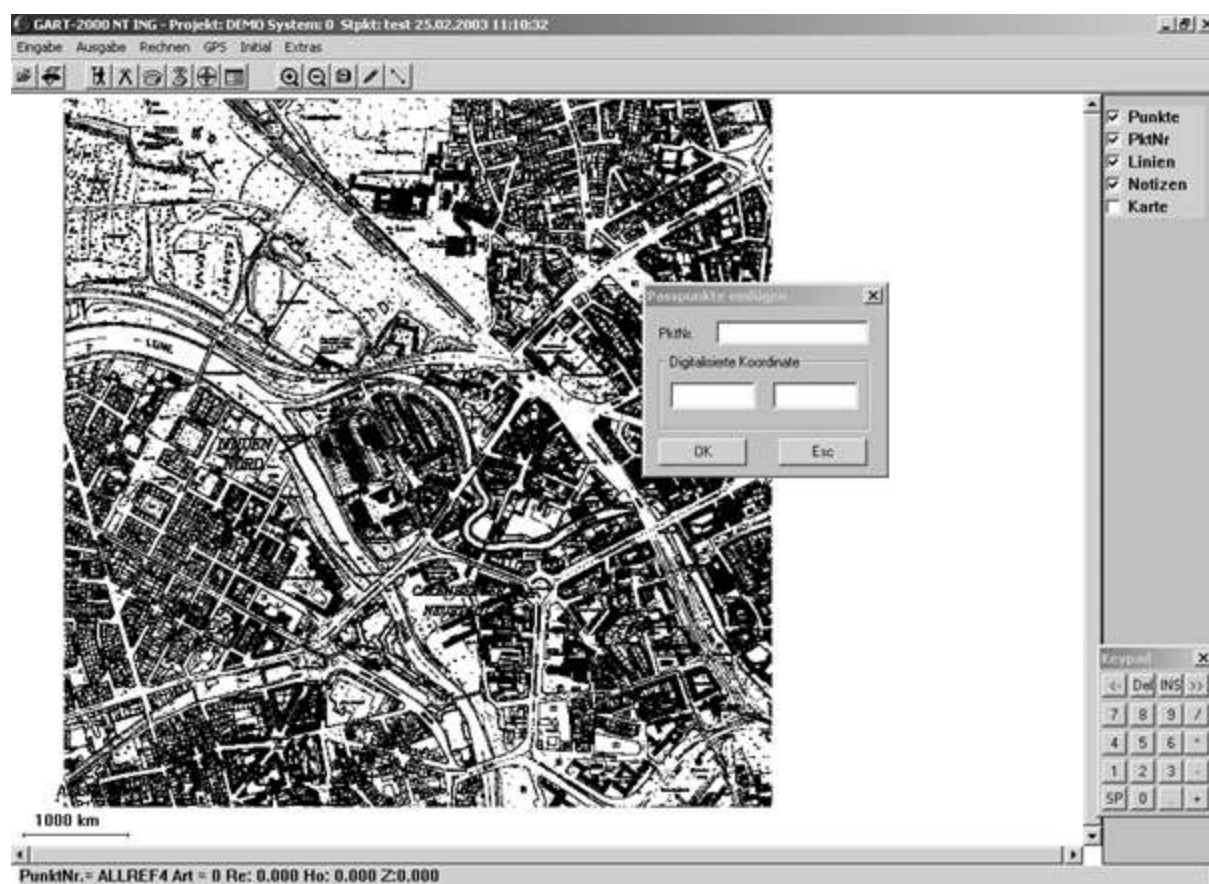 GART-2000 NT ING - Projekt: DEMO System: 0 Stpkt: test 25.02.2003 11:10:32
Eingabe Ausgabe Rechnen GPS Initial Extras
Punkte
PktNr
Linien
Notizen
Karte
Passpunkte einfügen
PktNr.
Digitalisierte Koordinate
OK Esc
LEINE
LINDEN
NORD
NEUSTADT
Keypad
<- Del INS >>
7 8 9 /
4 5 6 *
1 2 3 -
SP 0 . +
1000 km
PunktNr.= ALLREF4 Art = 0 Re: 0.000 Ho: 0.000 Z:0.000